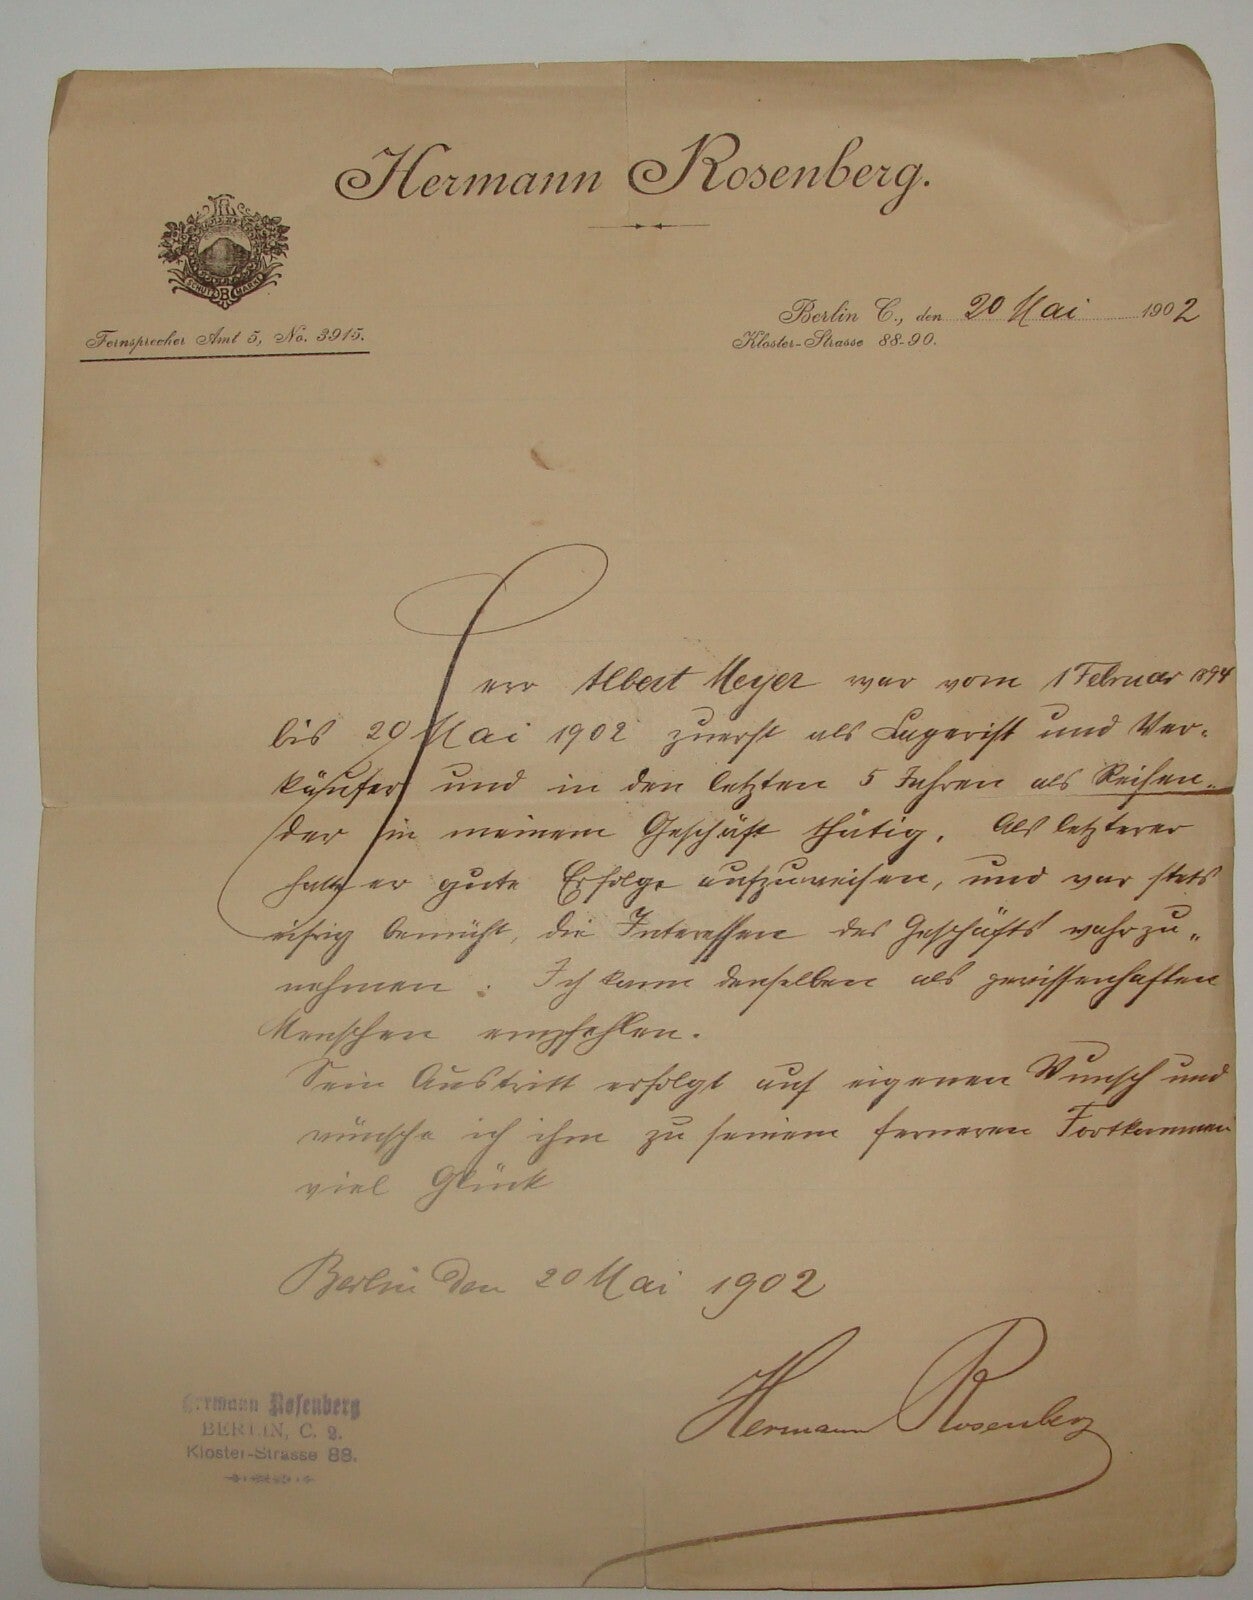 Hermann Rosenberg.
SCHUTZ MARKE
Fernsprecher Amt 5, No. 3915.
Berlin C., den 20 Mai 1902
Kloster-Strasse 88-90.
Herr Albert Meyer war vom 1 Februar 1894
bis 20 Mai 1902 zuerst als Lagerist und Ver-
käufer und in den letzten 5 Jahren als Reisen-
der in meinem Geschäft thätig. Als letzterer
hatte er gute Erfolge aufzuweisen, und war stets
eifrig bemüht, die Interessen des Geschäfts wahrzu-
nehmen. Ich kann denselben als gewissenhaften
Menschen empfehlen.
Sein Austritt erfolgt auf eigenen Wunsch und
wünsche ich ihm zu seinem ferneren Fortkommen
viel Glück
Berlin den 20 Mai 1902
Hermann Rosenberg
Hermann Rosenberg
BERLIN, C. 2.
Kloster-Strasse 88.